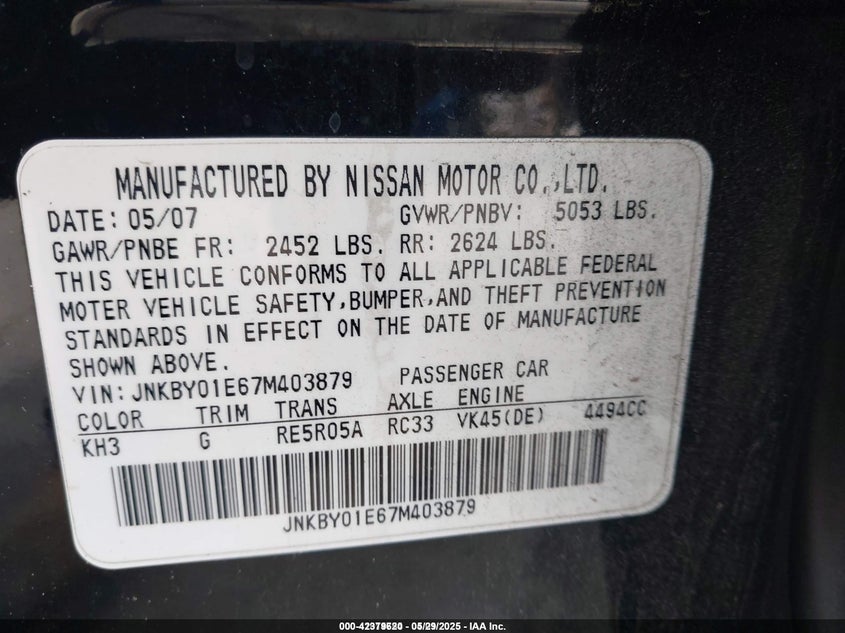 MANUFACTURED BY NISSAN MOTOR CO.,LTD.
DATE: 05/07 GVWR/PNBV: 5053 LBS.
GAWR/PNBE FR: 2452 LBS. RR: 2624 LBS.
THIS VEHICLE CONFORMS TO ALL APPLICABLE FEDERAL
MOTER VEHICLE SAFETY,BUMPER,AND THEFT PREVENTION
STANDARDS IN EFFECT ON THE DATE OF MANUFACTURE
SHOWN ABOVE.
VIN:JNKBY01E67M403879 PASSENGER CAR
COLOR TRIM TRANS AXLE ENGINE
KH3 G RE5R05A RC33 VK45(DE) 4494CC
JNKBY01E67M403879
- IAA Inc.